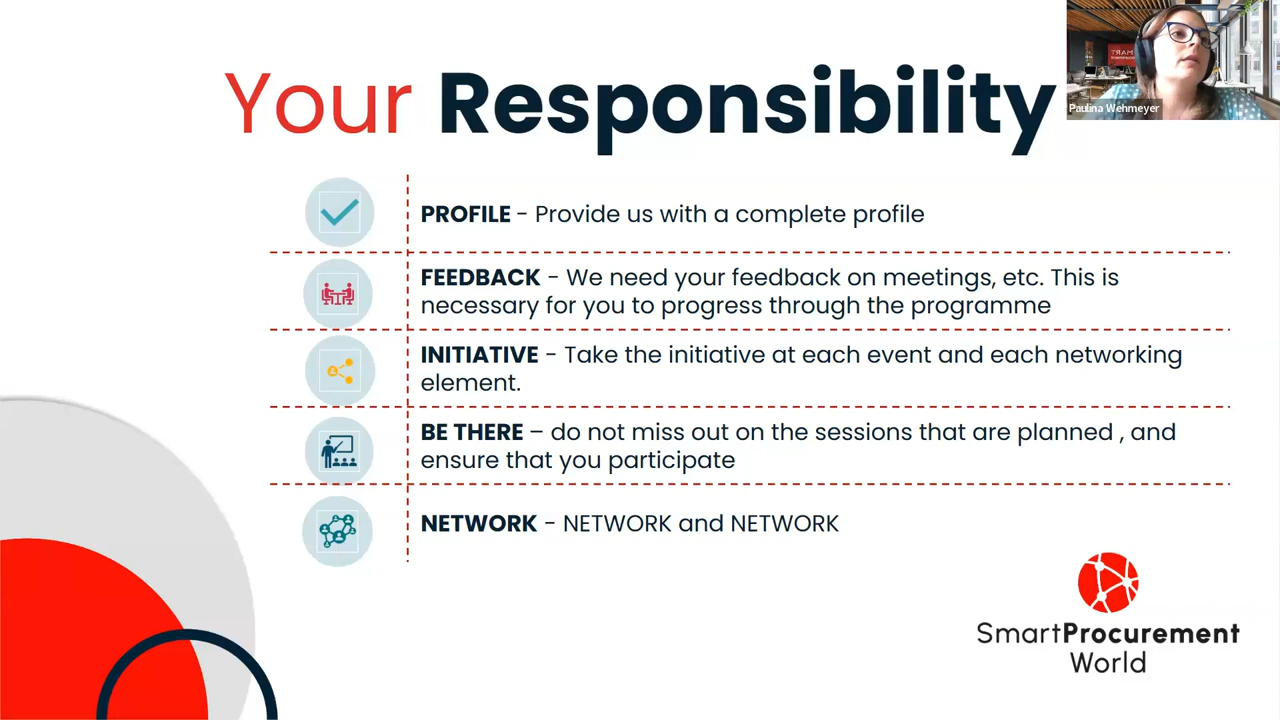 Your Responsibility
Paulina Wehmeyer
PROFILE - Provide us with a complete profile
FEEDBACK - We need your feedback on meetings, etc. This is
necessary for you to progress through the programme
INITIATIVE - Take the initiative at each event and each networking
element.
BE THERE – do not miss out on the sessions that are planned , and
ensure that you participate
NETWORK - NETWORK and NETWORK
SmartProcurement
World